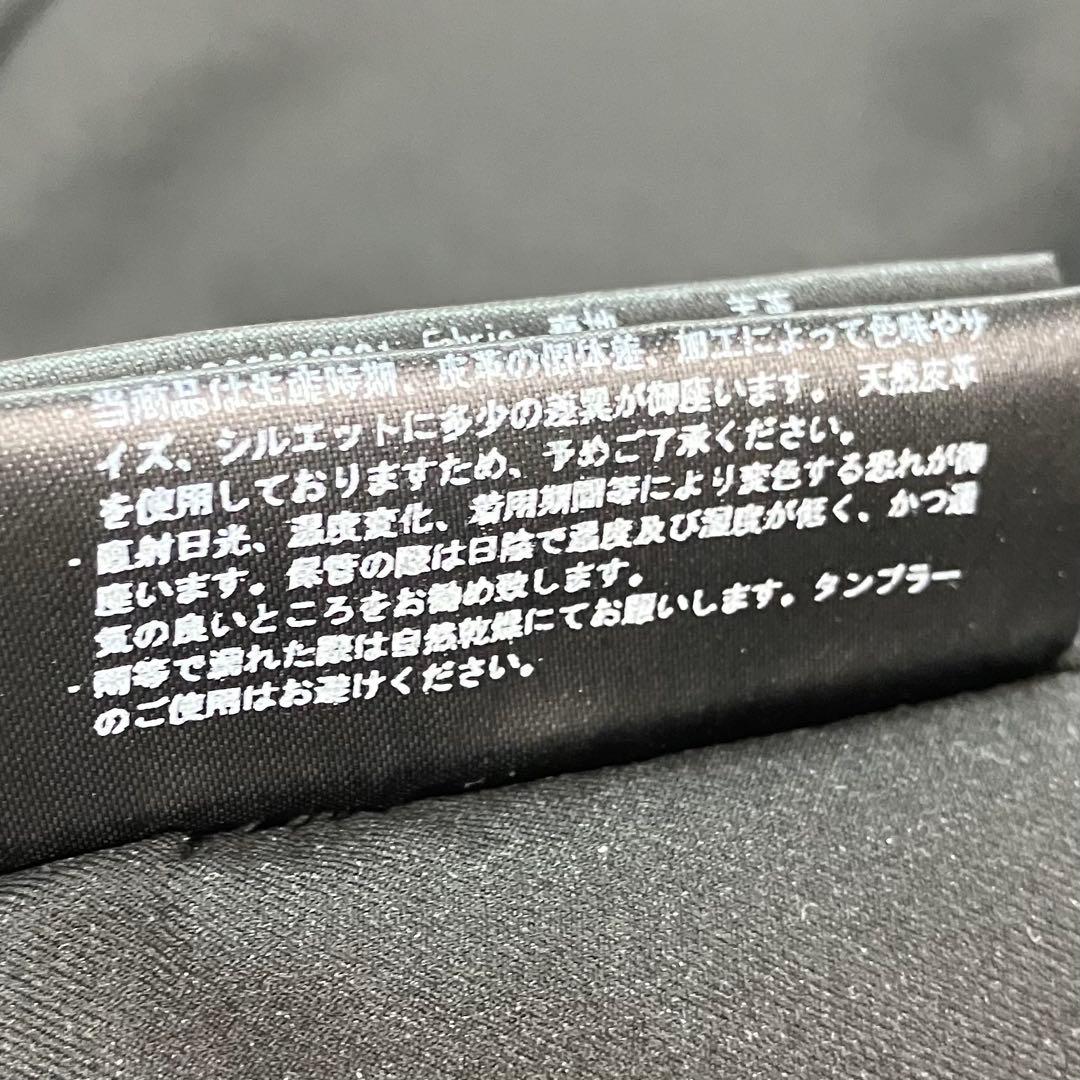 Fabric 素地
・当商品は生産時期、皮革の個体差、加工によって色味やサ
イズ、シルエットに多少の差異が御座います。天然皮革
を使用しておりますため、予めご了承ください。
・直射日光、温度変化、着用期間等により変色する恐れが御
座います。保管の際は日陰で温度及び湿度が低く、かつ通
気の良いところをお勧め致します。
・雨等で濡れた際は自然乾燥にてお願いします。タンブラー
のご使用はお避けください。